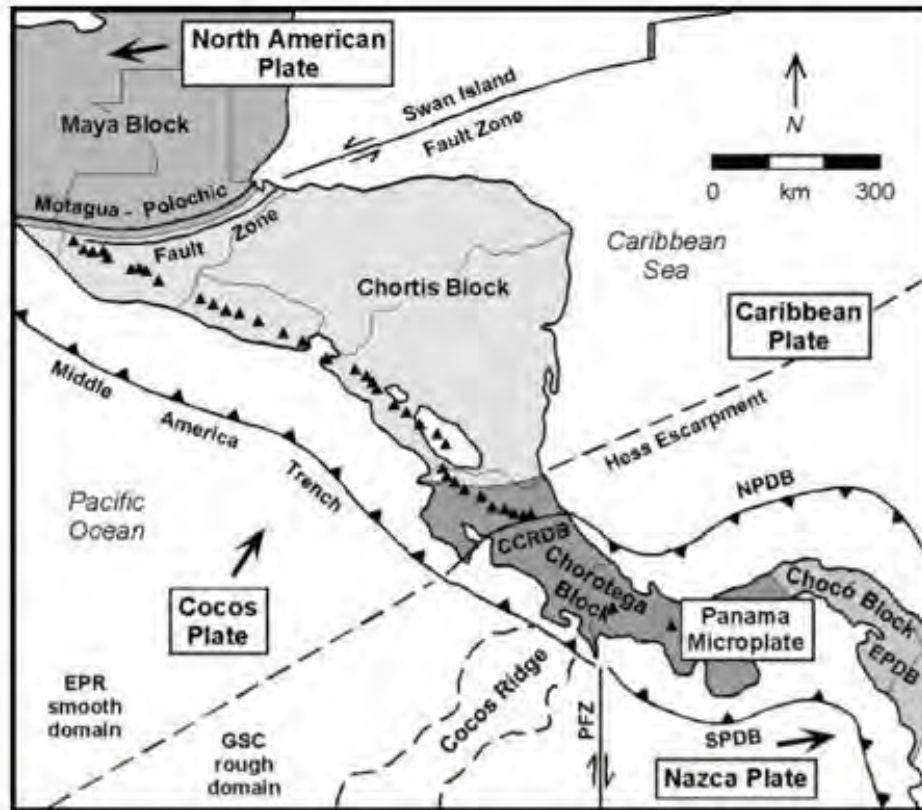 North American
Plate
Maya Block
Swan Island
Fault Zone
N
0 km 300
Motagua - Polochic
Fault Zone
Caribbean
Sea
Chortis Block
Caribbean
Plate
Middle
America
Trench
Hess Escarpment
Pacific
Ocean
NPDB
CCRDB
Chorotega
Block
Chocó Block
Cocos
Plate
Panama
Microplate
EPDB
EPR
smooth
domain
Cocos Ridge
GSC
rough
domain
PFZ
SPDB
Nazca Plate